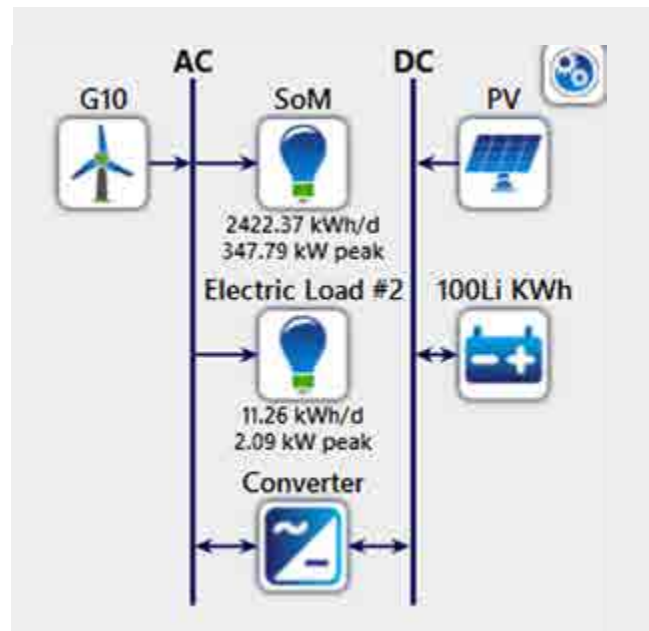 AC DC
G10 SoM PV
2422.37 kWh/d
347.79 kW peak
Electric Load #2 100Li KWh
11.26 kWh/d
2.09 kW peak
Converter